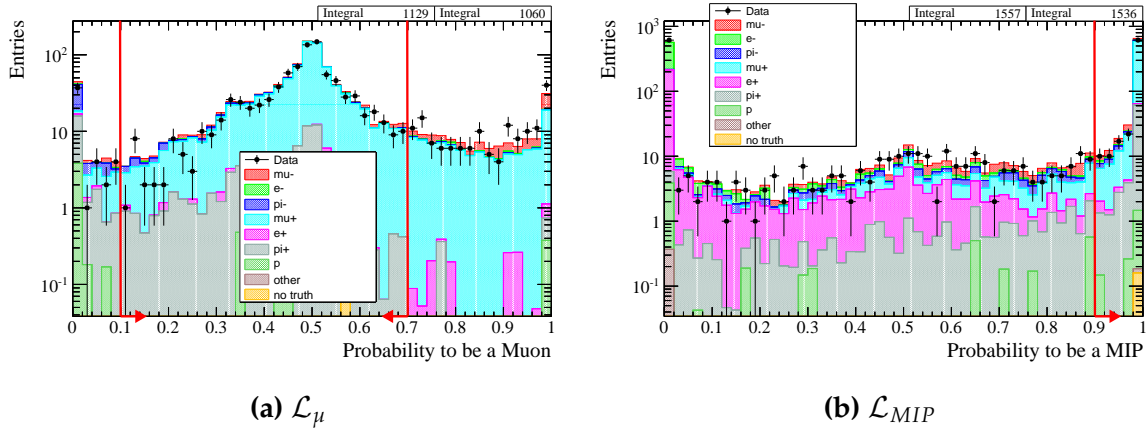 Integral 1129 Integral 1060
Entries
10²
10
1
10⁻¹
Data
mu-
e-
pi-
mu+
e+
pi+
p
other
no truth
0 0.1 0.2 0.3 0.4 0.5 0.6 0.7 0.8 0.9 1
Probability to be a Muon
(a) ℒμ
Integral 1557 Integral 1536
Entries
10³
10²
10
1
10⁻¹
Data
mu-
e-
pi-
mu+
e+
pi+
p
other
no truth
0 0.1 0.2 0.3 0.4 0.5 0.6 0.7 0.8 0.9 1
Probability to be a MIP
(b) ℒMIP